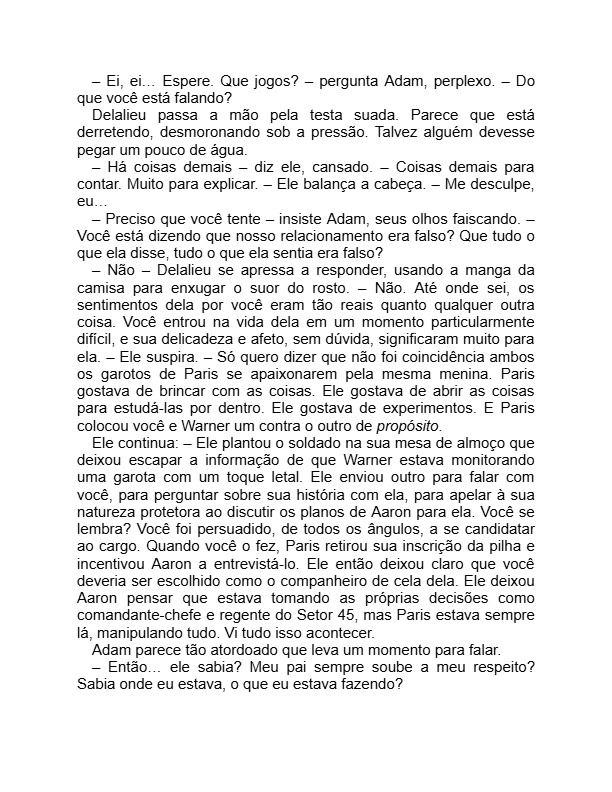 – Ei, ei… Espere. Que jogos? – pergunta Adam, perplexo. – Do
que você está falando?
Delalieu passa a mão pela testa suada. Parece que está
derretendo, desmoronando sob a pressão. Talvez alguém devesse
pegar um pouco de água.
– Há coisas demais – diz ele, cansado. – Coisas demais para
contar. Muito para explicar. – Ele balança a cabeça. – Me desculpe,
eu…
– Preciso que você tente – insiste Adam, seus olhos faiscando. –
Você está dizendo que nosso relacionamento era falso? Que tudo o
que ela disse, tudo o que ela sentia era falso?
– Não – Delalieu se apressa a responder, usando a manga da
camisa para enxugar o suor do rosto. – Não. Até onde sei, os
sentimentos dela por você eram tão reais quanto qualquer outra
coisa. Você entrou na vida dela em um momento particularmente
difícil, e sua delicadeza e afeto, sem dúvida, significaram muito para
ela. – Ele suspira. – Só quero dizer que não foi coincidência ambos
os garotos de Paris se apaixonarem pela mesma menina. Paris
gostava de brincar com as coisas. Ele gostava de abrir as coisas
para estudá-las por dentro. Ele gostava de experimentos. E Paris
colocou você e Warner um contra o outro de propósito.
Ele continua: – Ele plantou o soldado na sua mesa de almoço que
deixou escapar a informação de que Warner estava monitorando
uma garota com um toque letal. Ele enviou outro para falar com
você, para perguntar sobre sua história com ela, para apelar à sua
natureza protetora ao discutir os planos de Aaron para ela. Você se
lembra? Você foi persuadido, de todos os ângulos, a se candidatar
ao cargo. Quando você o fez, Paris retirou sua inscrição da pilha e
incentivou Aaron a entrevistá-lo. Ele então deixou claro que você
deveria ser escolhido como o companheiro de cela dela. Ele deixou
Aaron pensar que estava tomando as próprias decisões como
comandante-chefe e regente do Setor 45, mas Paris estava sempre
lá, manipulando tudo. Vi tudo isso acontecer.
Adam parece tão atordoado que leva um momento para falar.
– Então… ele sabia? Meu pai sempre soube a meu respeito?
Sabia onde eu estava, o que eu estava fazendo?